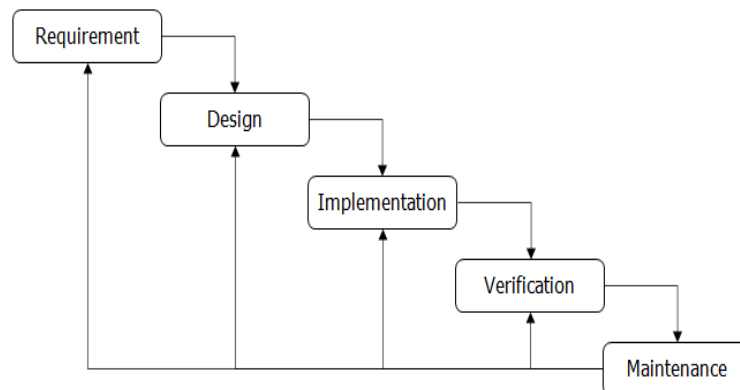 Requirement
Design
Implementation
Verification
Maintenance